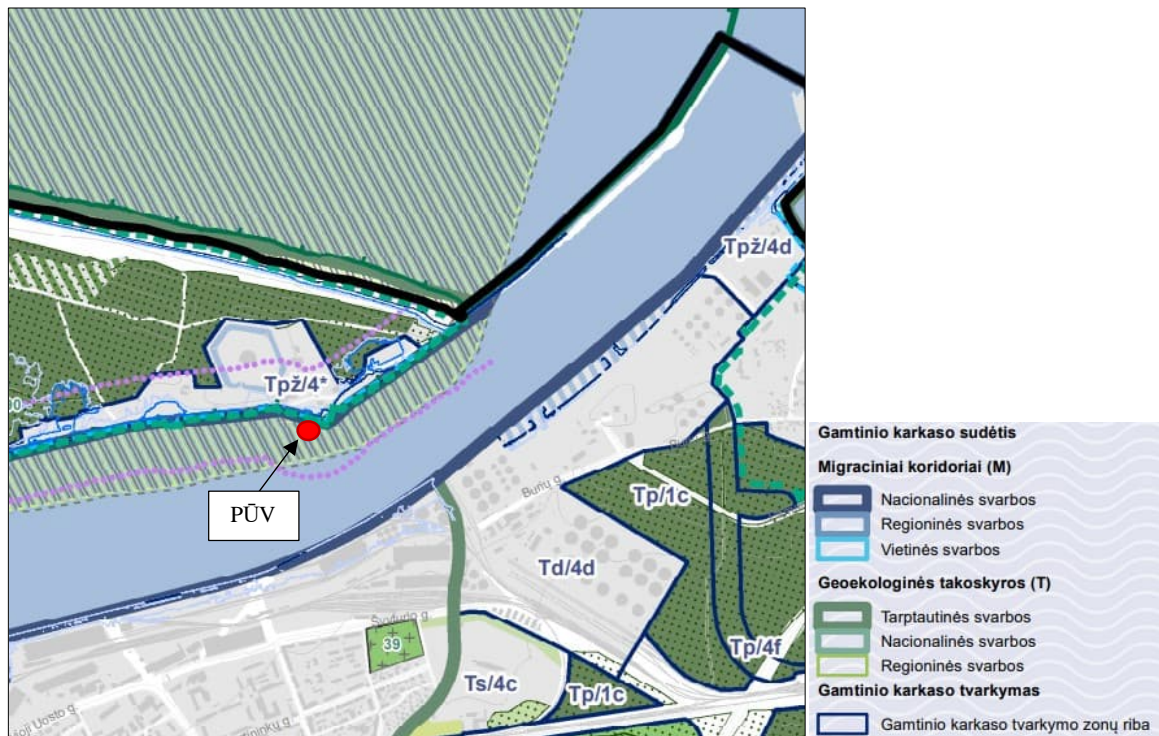 Tpž/4d
Tpž/4*
PŪV
Tp/1c
Burių g.
Td/4d
Švyturio g.
39
Tp/4f
Ts/4c
Tp/1c
Gamtinio karkaso sudėtis
Migraciniai koridoriai (M)
Nacionalinės svarbos
Regioninės svarbos
Vietinės svarbos
Geoekologinės takoskyros (T)
Tarptautinės svarbos
Nacionalinės svarbos
Regioninės svarbos
Gamtinio karkaso tvarkymas
Gamtinio karkaso tvarkymo zonų riba